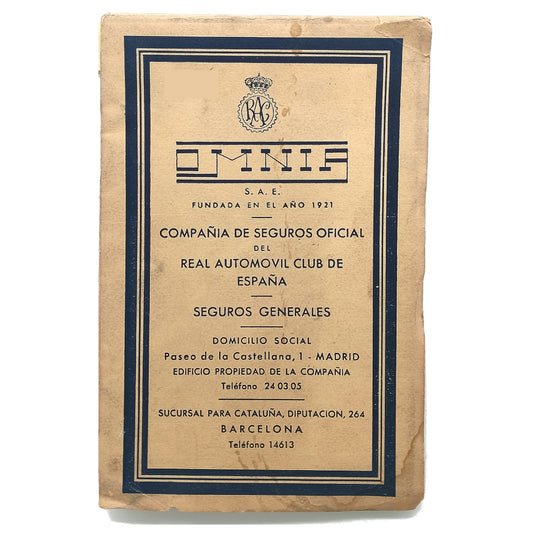 RAC
OMNIA
S. A. E.
FUNDADA EN EL AÑO 1921
COMPAÑIA DE SEGUROS OFICIAL
DEL
REAL AUTOMOVIL CLUB DE
ESPAÑA
SEGUROS GENERALES
DOMICILIO SOCIAL
Paseo de la Castellana, 1 - MADRID
EDIFICIO PROPIEDAD DE LA COMPAÑIA
Teléfono 24 03 05
SUCURSAL PARA CATALUÑA, DIPUTACION, 264
BARCELONA
Teléfono 14613